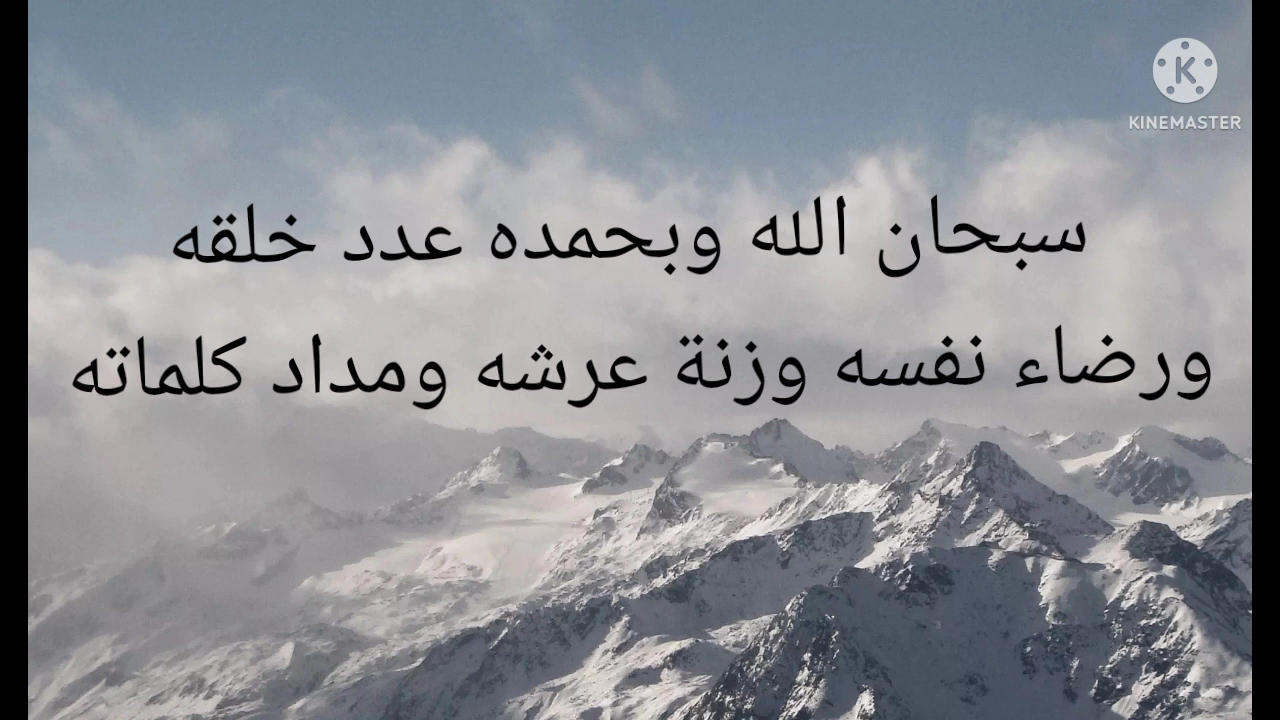 KINEMASTER
سبحان الله وبحمده عدد خلقه
ورضاء نفسه وزنة عرشه ومداد كلماته